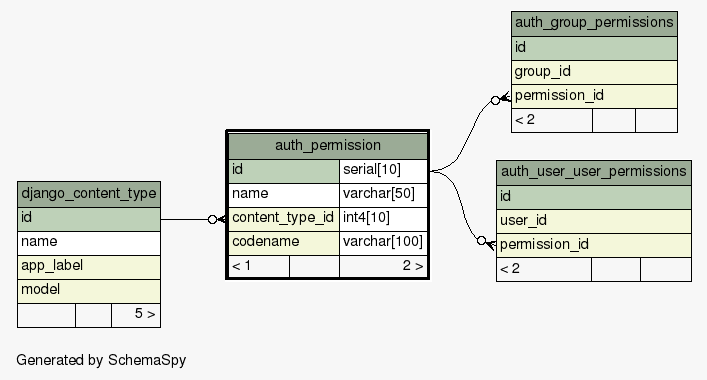 django_content_type
id
name
app_label
model
5 >
auth_permission
id serial[10]
name varchar[50]
content_type_id int4[10]
codename varchar[100]
< 1 2 >
auth_group_permissions
id
group_id
permission_id
< 2
auth_user_user_permissions
id
user_id
permission_id
< 2
Generated by SchemaSpy